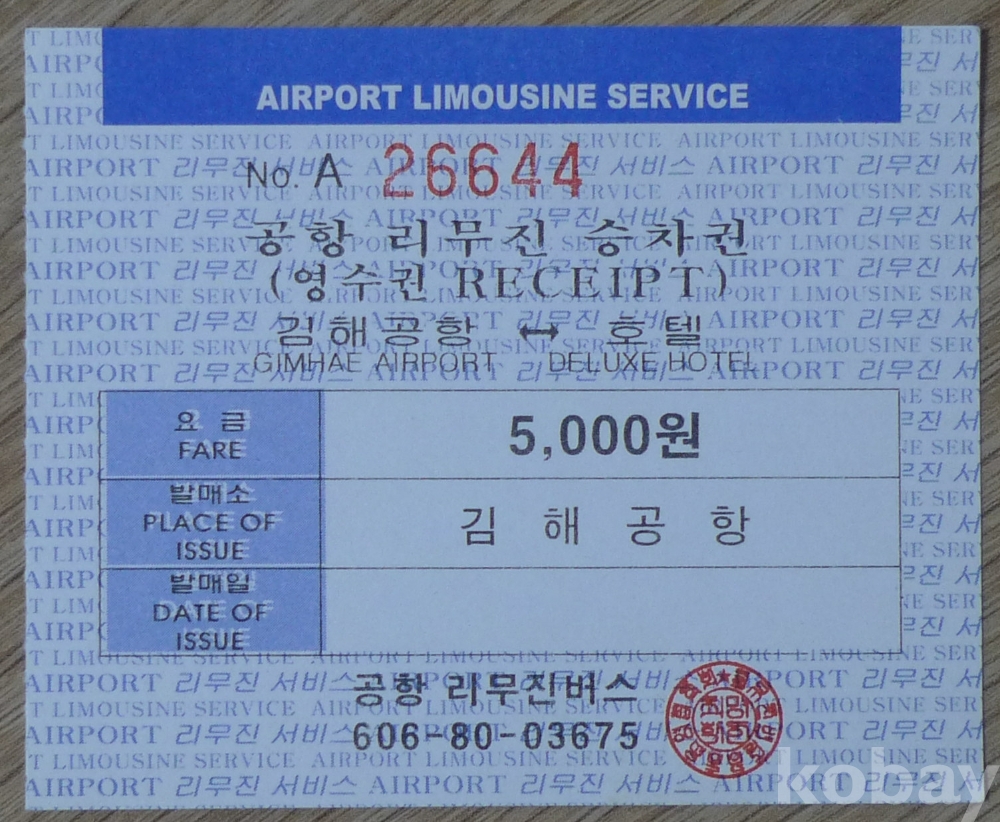 AIRPORT LIMOUSINE SERVICE
No. A 26644
공항 리무진 승차권
(영수권 RECEIPT)
김해공항 ↔ 호텔
GIMHAE AIRPORT DELUXE HOTEL
요 금
FARE
5,000원
발매소
PLACE OF
ISSUE
김 해 공 항
발매일
DATE OF
ISSUE
공항 리무진버스
606-80-03675
kobay